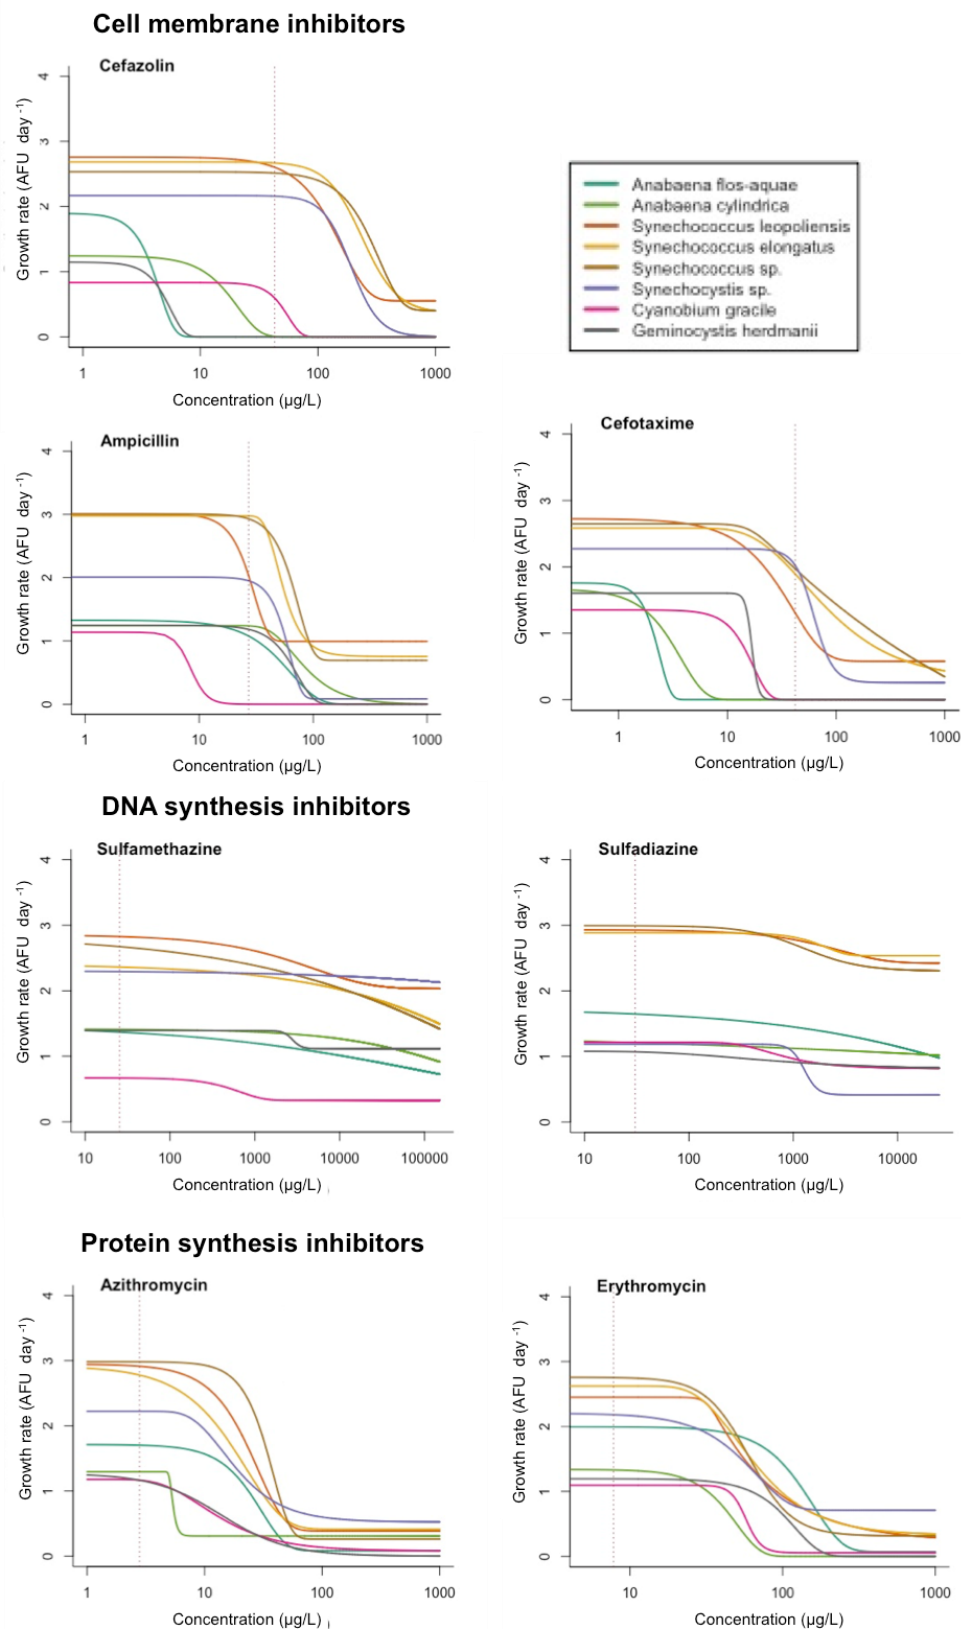 Cell membrane inhibitors
Cefazolin
Growth rate (AFU day -1)
4
3
2
1
0
1 10 100 1000
Concentration (µg/L)
Anabaena flos-aquae
Anabaena cylindrica
Synechococcus leopoliensis
Synechococcus elongatus
Synechococcus sp.
Synechocystis sp.
Cyanobium gracile
Geminocystis herdmanii
Ampicillin
Growth rate (AFU day -1)
4
3
2
1
0
1 10 100 1000
Concentration (µg/L)
Cefotaxime
Growth rate (AFU day -1)
4
3
2
1
0
1 10 100 1000
Concentration (µg/L)
DNA synthesis inhibitors
Sulfamethazine
Growth rate (AFU day -1)
4
3
2
1
0
10 100 1000 10000 100000
Concentration (µg/L)
Sulfadiazine
Growth rate (AFU day -1)
4
3
2
1
0
10 100 1000 10000
Concentration (µg/L)
Protein synthesis inhibitors
Azithromycin
Growth rate (AFU day -1)
4
3
2
1
0
1 10 100 1000
Concentration (µg/L)
Erythromycin
Growth rate (AFU day -1)
4
3
2
1
0
10 100 1000
Concentration (µg/L)